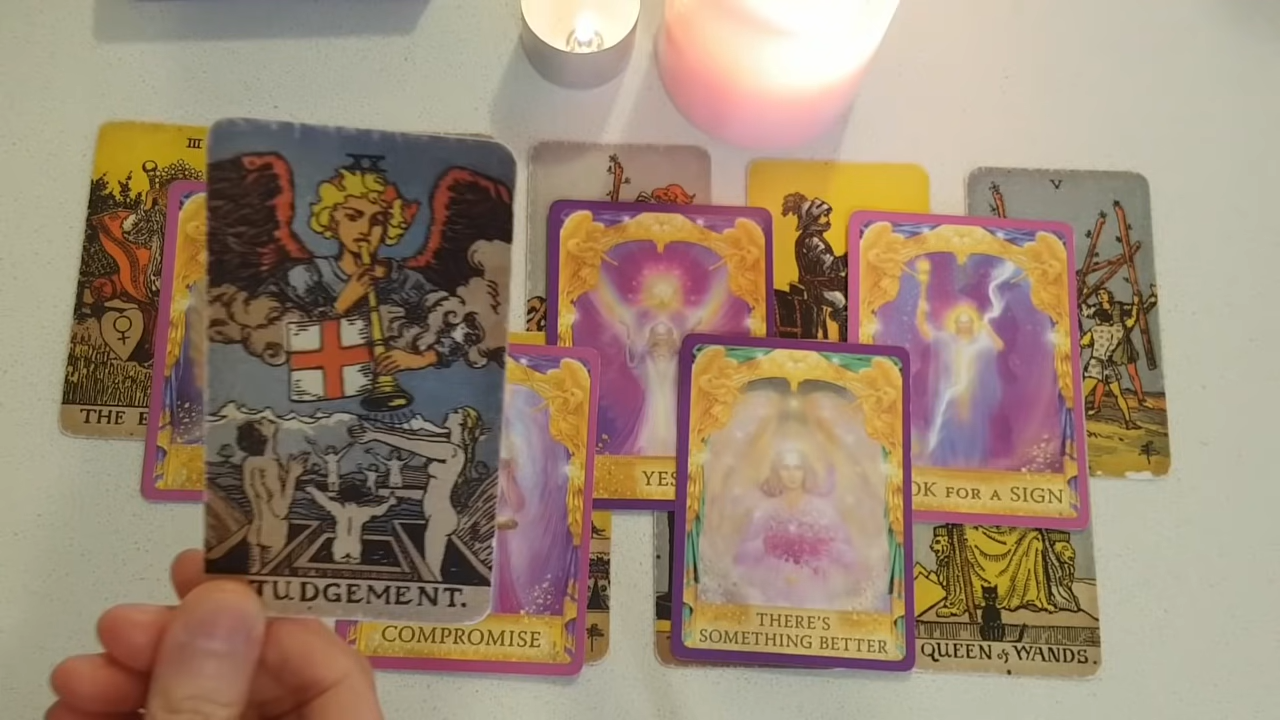 III
XX
V
THE E
YES
OK FOR A SIGN
JUDGEMENT.
COMPROMISE
THERE'S
SOMETHING BETTER
QUEEN of WANDS.